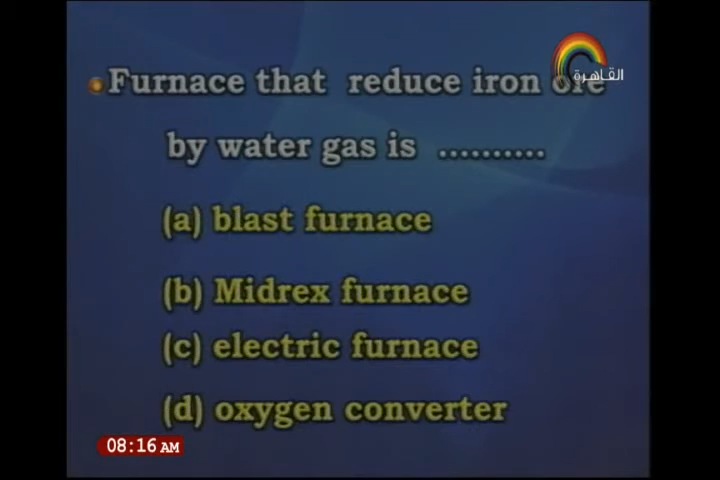 Furnace that reduce iron ore
القاهرة
by water gas is ..........
(a) blast furnace
(b) Midrex furnace
(c) electric furnace
(d) oxygen converter
08:16 AM